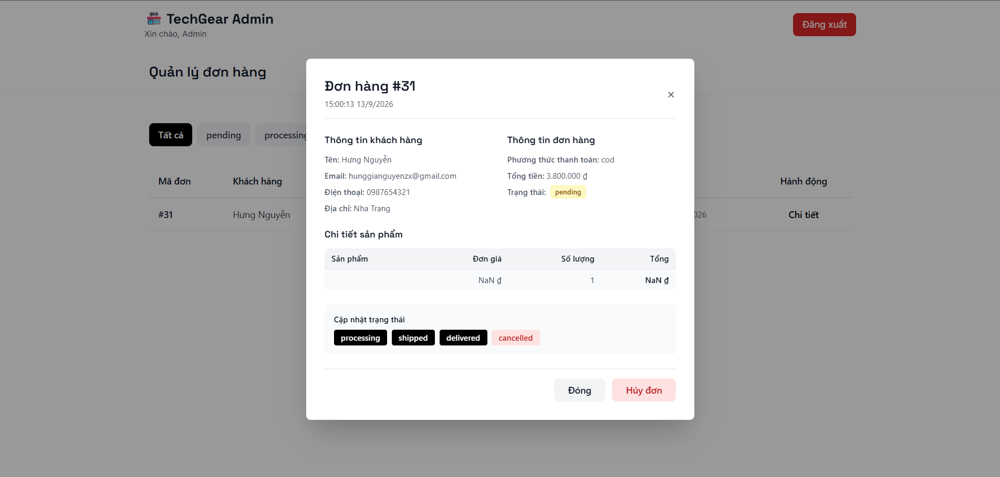 TechGear Admin
Xin chào, Admin
Đăng xuất
Quản lý đơn hàng
Tất cả
pending
processing
Mã đơn
Khách hàng
Hành động
#31
Hưng Nguyễn
026
Chi tiết
Đơn hàng #31
×
15:00:13 13/9/2026
Thông tin khách hàng
Tên: Hưng Nguyễn
Email: hunggianguyenzx@gmail.com
Điện thoại: 0987654321
Địa chỉ: Nha Trang
Thông tin đơn hàng
Phương thức thanh toán: cod
Tổng tiền: 3.800.000 ₫
Trạng thái: pending
Chi tiết sản phẩm
Sản phẩm Đơn giá Số lượng Tổng
NaN ₫ 1 NaN ₫
Cập nhật trạng thái
processing shipped delivered cancelled
Đóng
Hủy đơn